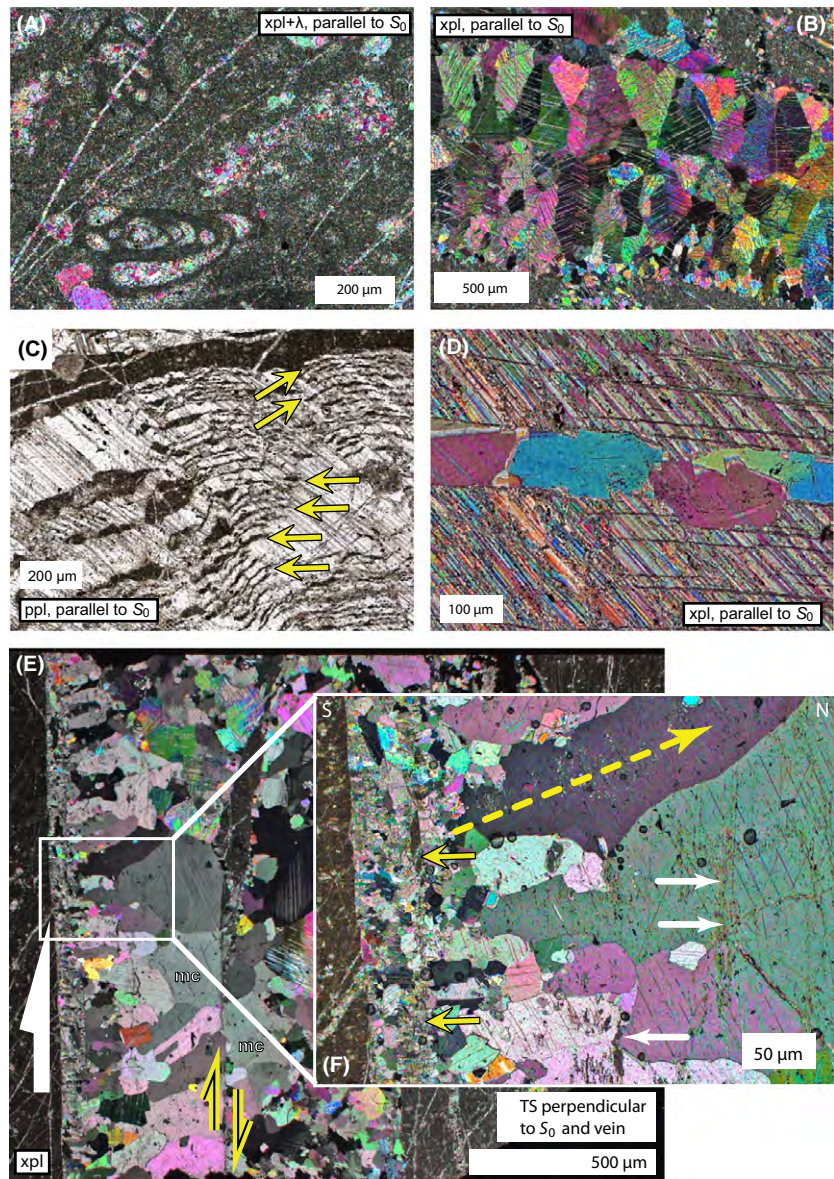 (A)
xpl+λ, parallel to S0
200 µm
xpl, parallel to S0
(B)
500 µm
(C)
200 µm
ppl, parallel to S0
(D)
100 µm
xpl, parallel to S0
(E)
S
N
mc
mc
50 µm
(F)
TS perpendicular
to S0 and vein
500 µm
xpl